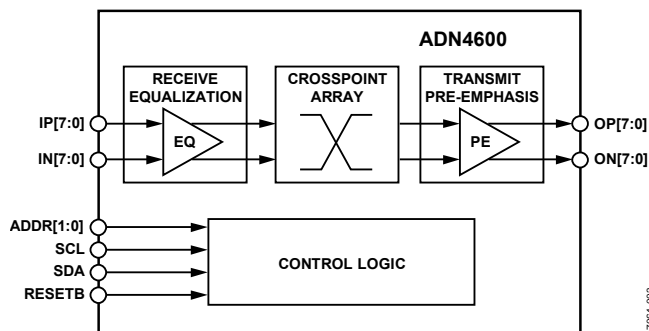 ADN4600
RECEIVE
EQUALIZATION
CROSSPOINT
ARRAY
TRANSMIT
PRE-EMPHASIS
IP[7:0]
IN[7:0]
EQ
PE
OP[7:0]
ON[7:0]
ADDR[1:0]
SCL
SDA
RESETB
CONTROL LOGIC